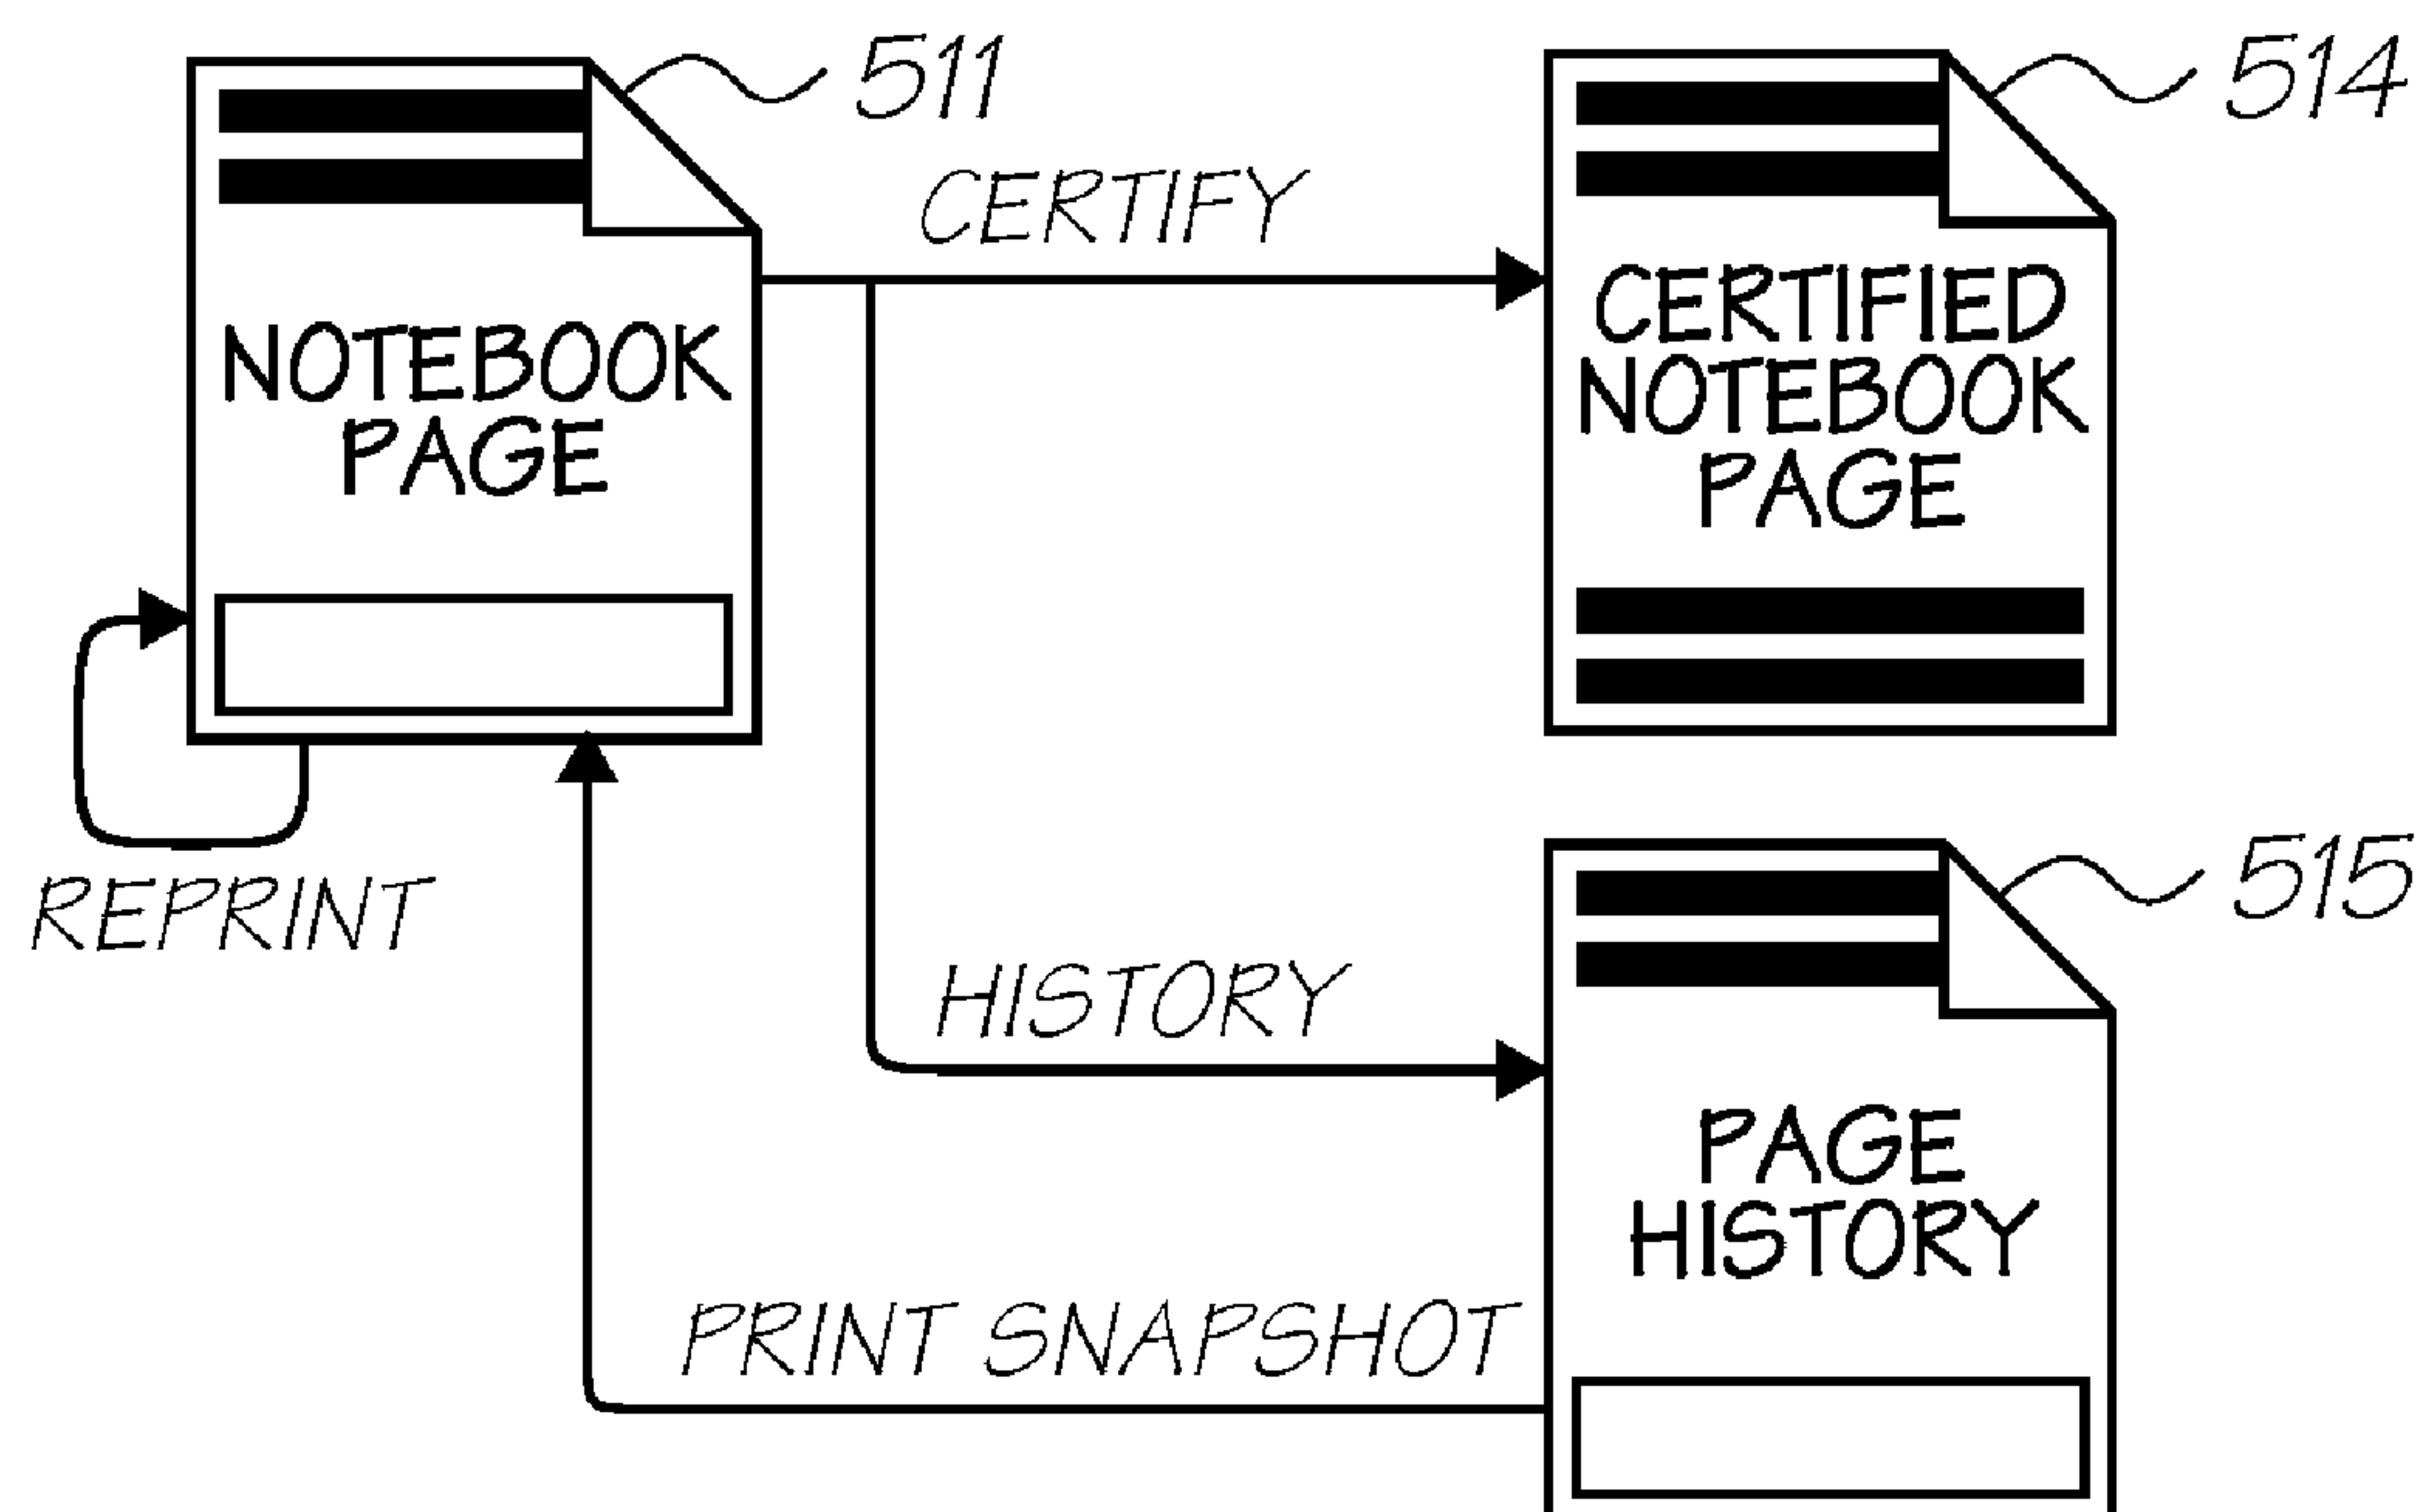 511
514
CERTIFY
NOTEBOOK
PAGE
CERTIFIED
NOTEBOOK
PAGE
REPRINT
515
HISTORY
PAGE
HISTORY
PRINT SNAPSHOT